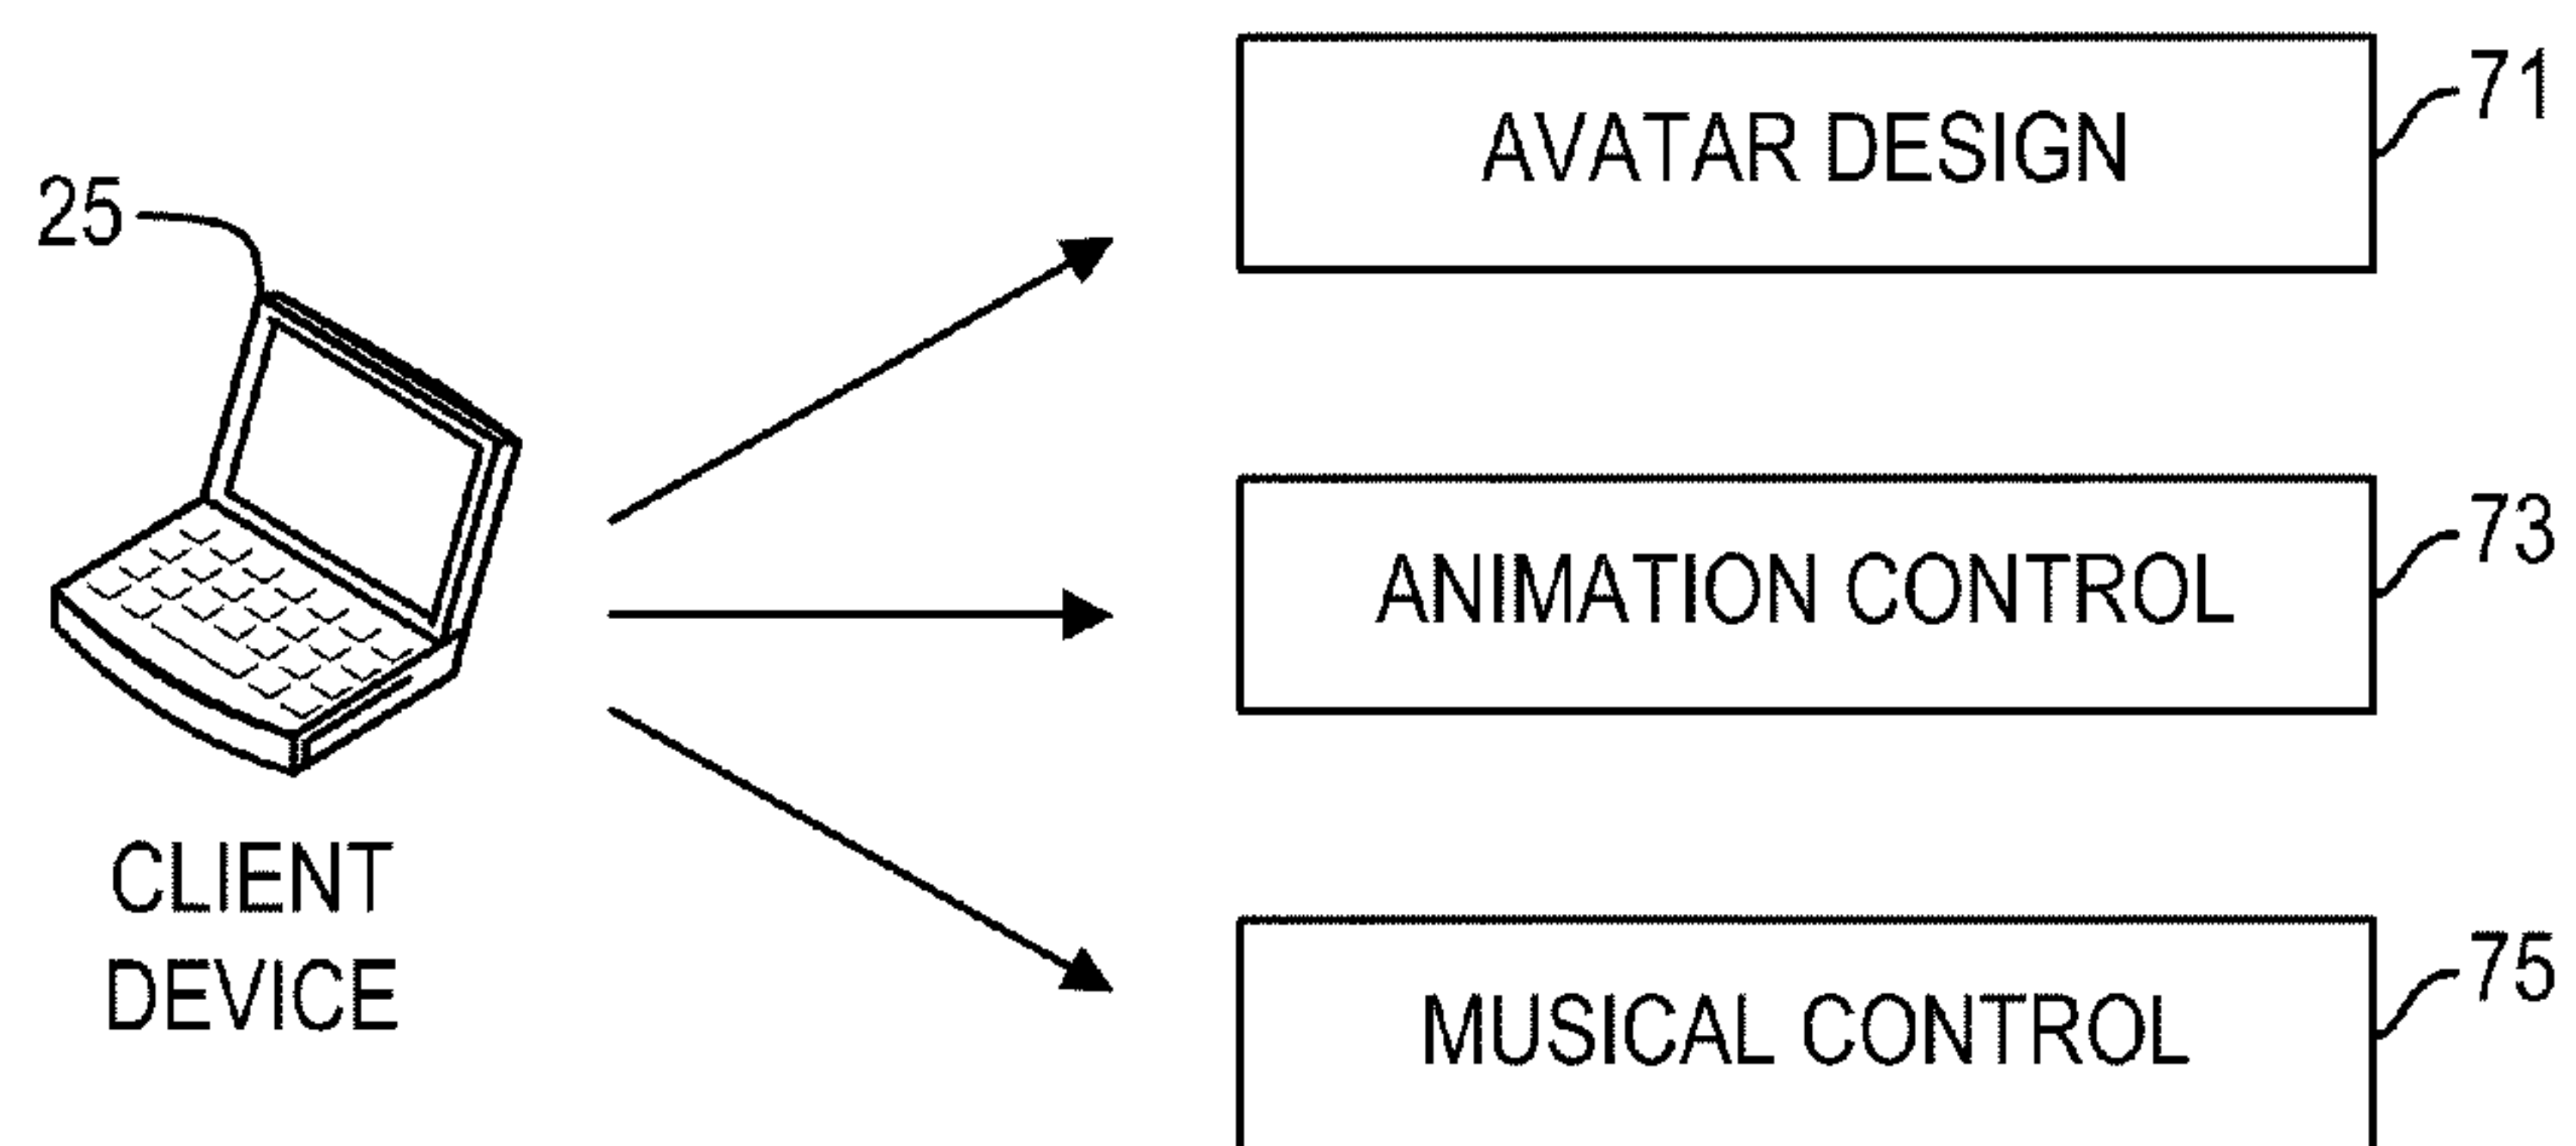 71
AVATAR DESIGN
25
73
ANIMATION CONTROL
CLIENT
DEVICE
75
MUSICAL CONTROL